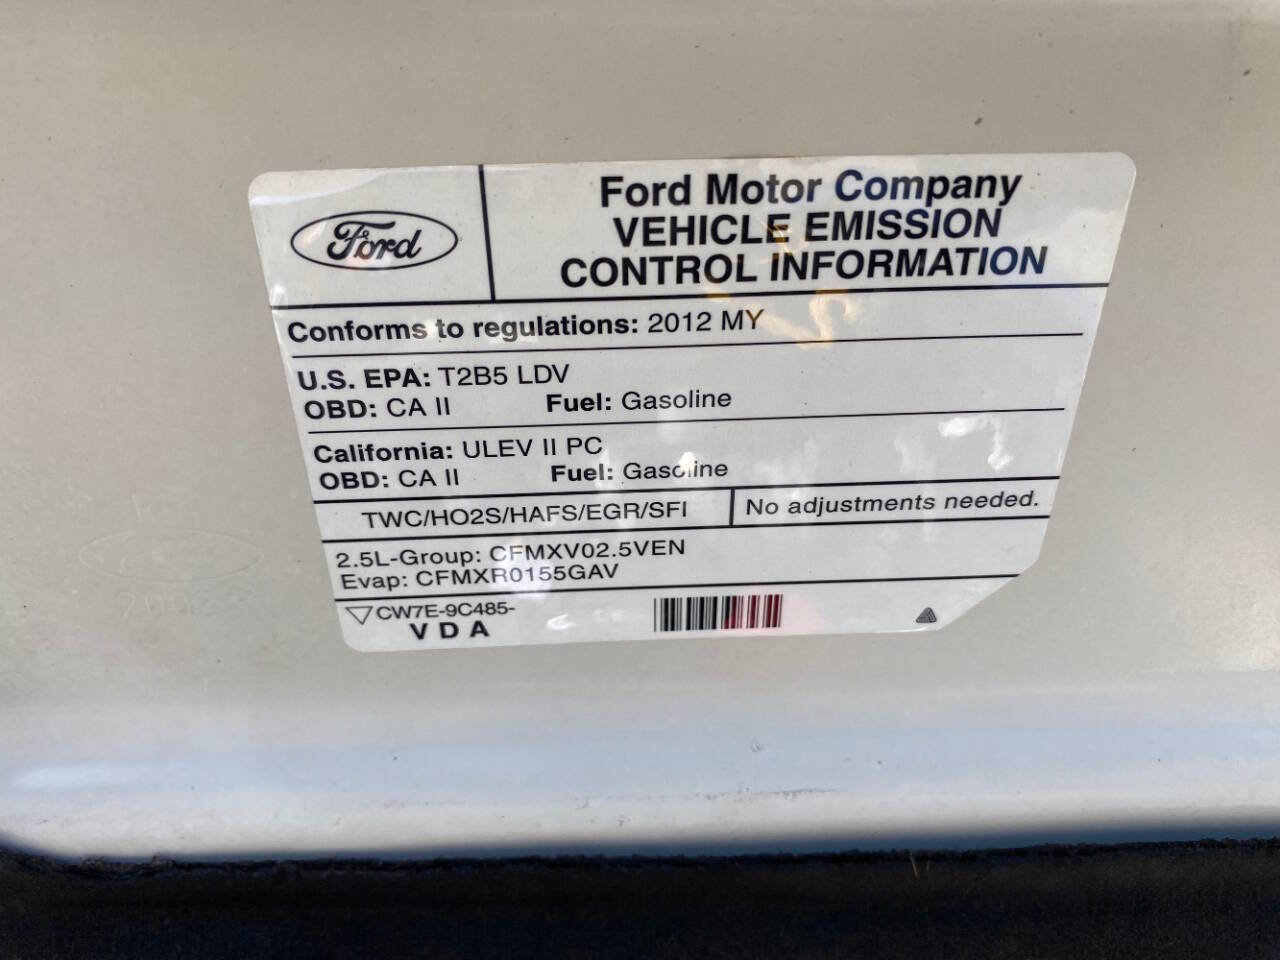 Ford
Ford Motor Company
VEHICLE EMISSION
CONTROL INFORMATION
Conforms to regulations: 2012 MY
U.S. EPA: T2B5 LDV
OBD: CA II Fuel: Gasoline
California: ULEV II PC
OBD: CA II Fuel: Gasoline
TWC/HO2S/HAFS/EGR/SFI No adjustments needed.
2.5L-Group: CFMXV02.5VEN
Evap: CFMXR0155GAV
CW7E-9C485-
VDA